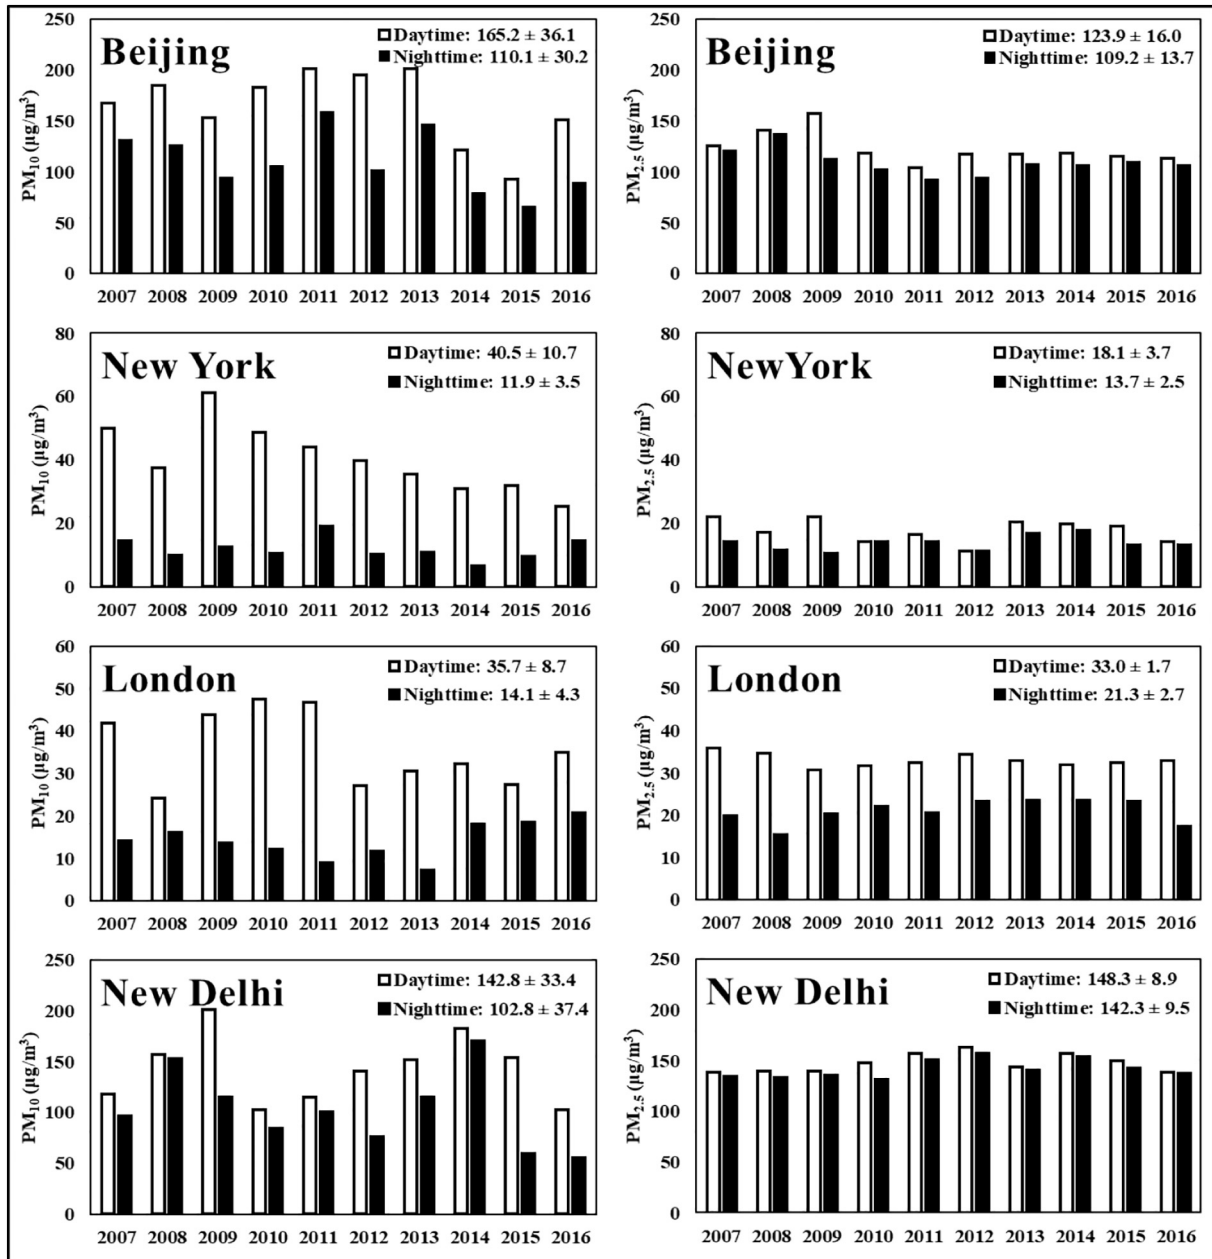 Beijing
Daytime: 165.2 ± 36.1
Nighttime: 110.1 ± 30.2
PM10 (µg/m³)
250
200
150
100
50
0
2007 2008 2009 2010 2011 2012 2013 2014 2015 2016
Beijing
Daytime: 123.9 ± 16.0
Nighttime: 109.2 ± 13.7
PM2.5 (µg/m³)
250
200
150
100
50
0
2007 2008 2009 2010 2011 2012 2013 2014 2015 2016
New York
Daytime: 40.5 ± 10.7
Nighttime: 11.9 ± 3.5
PM10 (µg/m³)
80
60
40
20
0
2007 2008 2009 2010 2011 2012 2013 2014 2015 2016
NewYork
Daytime: 18.1 ± 3.7
Nighttime: 13.7 ± 2.5
PM2.5 (µg/m³)
80
60
40
20
0
2007 2008 2009 2010 2011 2012 2013 2014 2015 2016
London
Daytime: 35.7 ± 8.7
Nighttime: 14.1 ± 4.3
PM10 (µg/m³)
60
50
40
30
20
10
0
2007 2008 2009 2010 2011 2012 2013 2014 2015 2016
London
Daytime: 33.0 ± 1.7
Nighttime: 21.3 ± 2.7
PM2.5 (µg/m³)
60
50
40
30
20
10
0
2007 2008 2009 2010 2011 2012 2013 2014 2015 2016
New Delhi
Daytime: 142.8 ± 33.4
Nighttime: 102.8 ± 37.4
PM10 (µg/m³)
250
200
150
100
50
0
2007 2008 2009 2010 2011 2012 2013 2014 2015 2016
New Delhi
Daytime: 148.3 ± 8.9
Nighttime: 142.3 ± 9.5
PM2.5 (µg/m³)
250
200
150
100
50
0
2007 2008 2009 2010 2011 2012 2013 2014 2015 2016